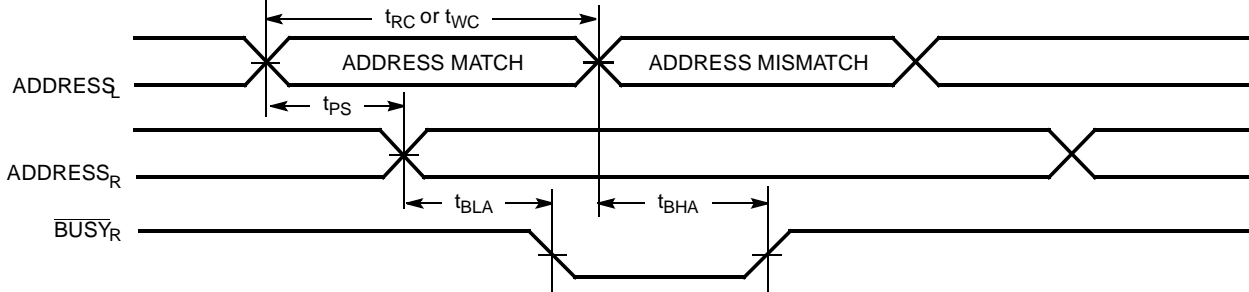 tRC or tWC
ADDRESS MATCH
ADDRESS MISMATCH
ADDRESSL
tPS
ADDRESSR
tBLA
tBHA
BUSYR